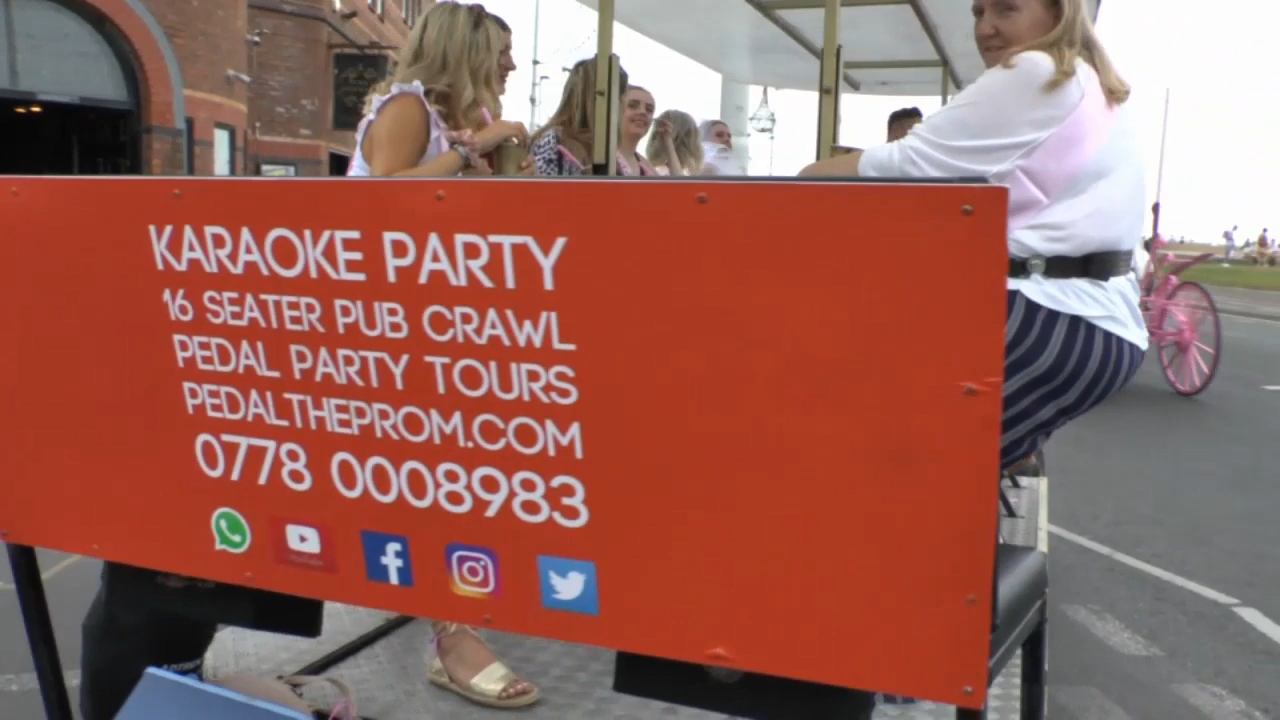 KARAOKE PARTY
16 SEATER PUB CRAWL
PEDAL PARTY TOURS
PEDALTHEPROM.COM
0778 0008983